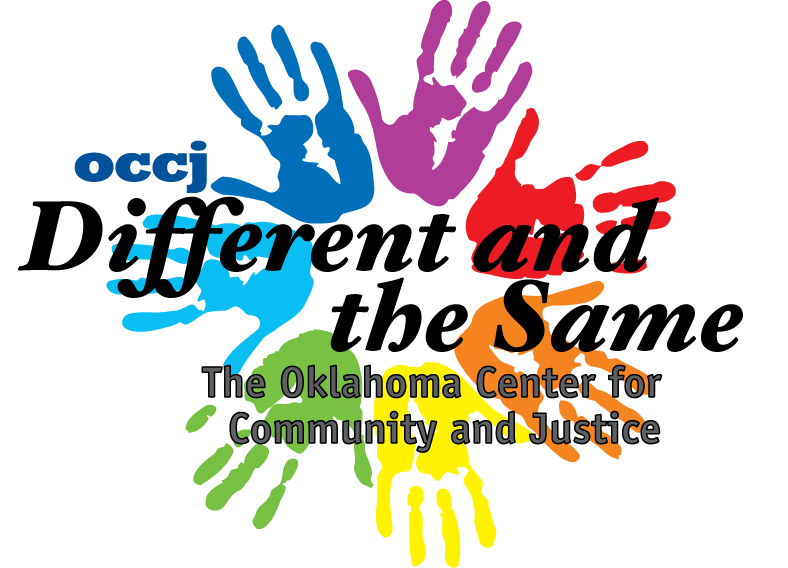 occj
Different and
the Same
The Oklahoma Center for
Community and Justice